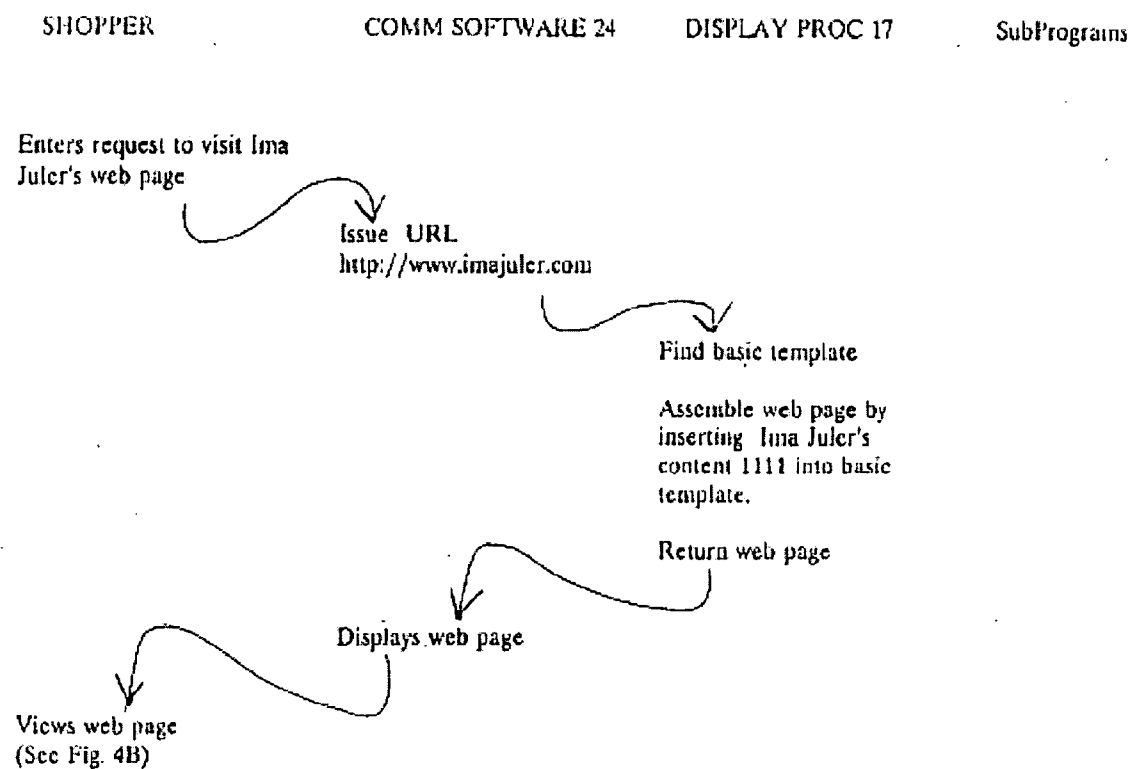 SHOPPER
COMM SOFTWARE 24
DISPLAY PROC 17
SubPrograms
Enters request to visit Ima
Juler's web page
Issue URL
http://www.imajuler.com
Find basic template
Assemble web page by
inserting Ima Juler's
content 1111 into basic
template.
Return web page
Displays web page
Views web page
(See Fig. 4B)